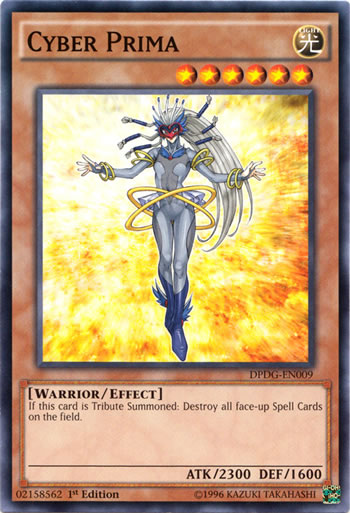 CYBER PRIMA
LIGHT
光
DPDG-EN009
[WARRIOR/EFFECT]
If this card is Tribute Summoned: Destroy all face-up Spell Cards
on the field.
ATK/2300 DEF/1600
02158562 1st Edition ©1996 KAZUKI TAKAHASHI